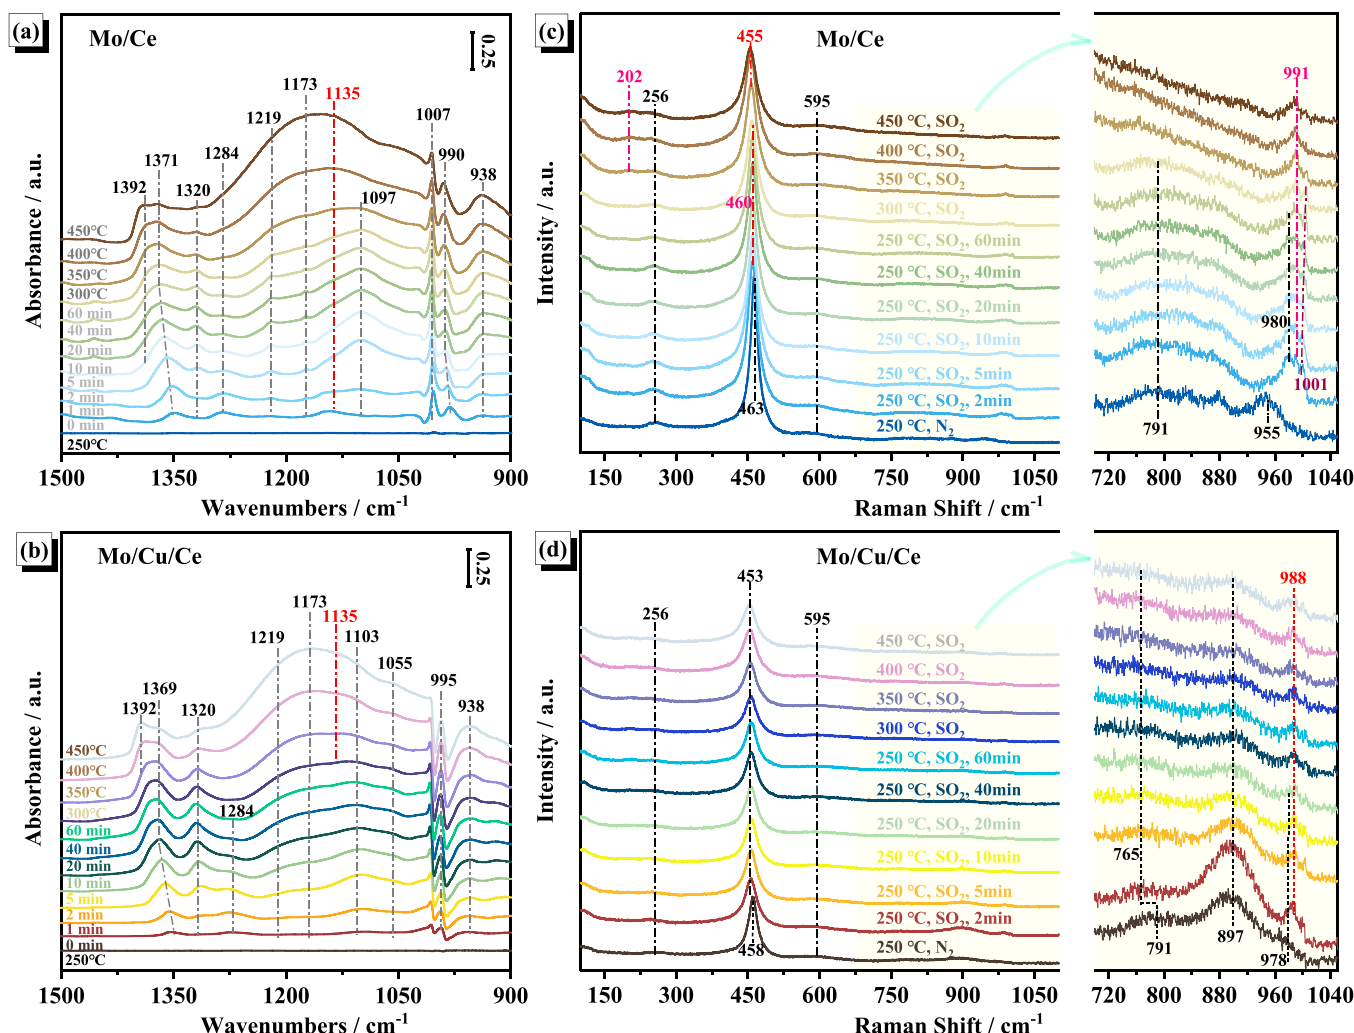 (a)
Mo/Ce
0.25
1173
1135
1007
1219
990
1371
1284
938
1392
1320
1097
450℃
400℃
350℃
300℃
60 min
40 min
20 min
10 min
5 min
2 min
1 min
0 min
250℃
Absorbance / a.u.
1500 1350 1200 1050 900
Wavenumbers / cm-1
(c)
Mo/Ce
455
202
256
595
991
450 ℃, SO2
400 ℃, SO2
350 ℃, SO2
460
300 ℃, SO2
250 ℃, SO2, 60min
250 ℃, SO2, 40min
250 ℃, SO2, 20min
250 ℃, SO2, 10min
980
250 ℃, SO2, 5min
1001
250 ℃, SO2, 2min
463
250 ℃, N2
791
955
Intensity / a.u.
150 300 450 600 750 900 1050
720 800 880 960 1040
Raman Shift / cm-1
(b)
Mo/Cu/Ce
0.25
1173
1135
1219
1103
1055
1369
995
1392
1320
938
1284
450℃
400℃
350℃
300℃
60 min
40 min
20 min
10 min
5 min
2 min
1 min
0 min
250℃
Absorbance / a.u.
1500 1350 1200 1050 900
Wavenumbers / cm-1
(d)
Mo/Cu/Ce
453
256
595
988
450 ℃, SO2
400 ℃, SO2
350 ℃, SO2
300 ℃, SO2
250 ℃, SO2, 60min
250 ℃, SO2, 40min
250 ℃, SO2, 20min
250 ℃, SO2, 10min
765
250 ℃, SO2, 5min
250 ℃, SO2, 2min
458
250 ℃, N2
791
897
978
Intensity / a.u.
150 300 450 600 750 900 1050
720 800 880 960 1040
Raman Shift / cm-1